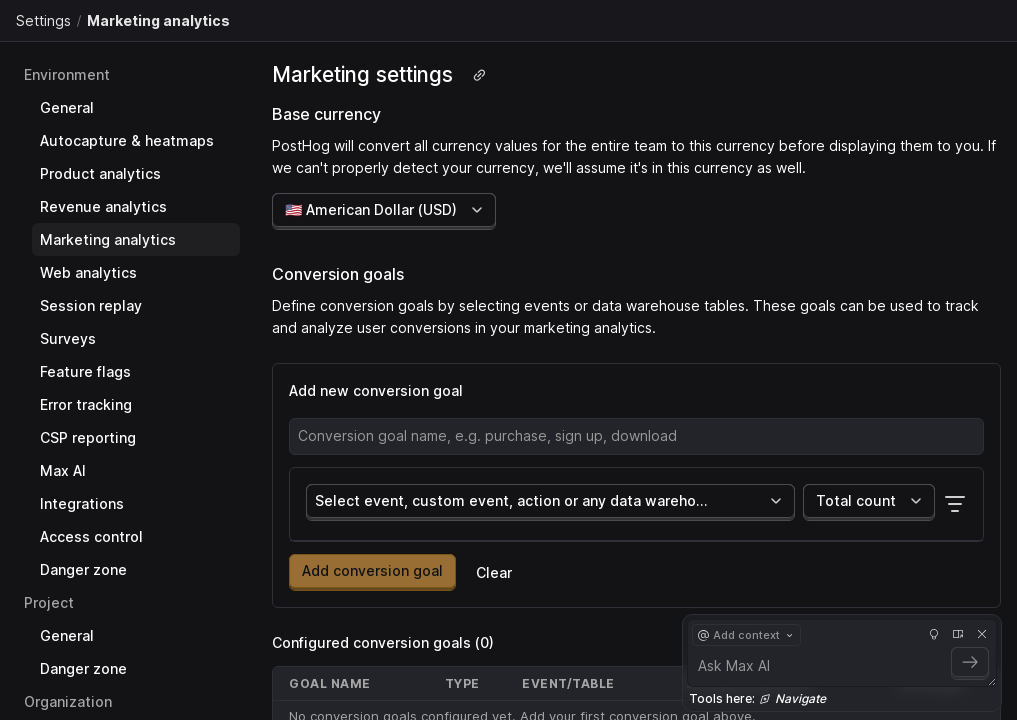 Settings / Marketing analytics
Environment
General
Autocapture & heatmaps
Product analytics
Revenue analytics
Marketing analytics
Web analytics
Session replay
Surveys
Feature flags
Error tracking
CSP reporting
Max AI
Integrations
Access control
Danger zone
Project
General
Danger zone
Organization
Marketing settings
Base currency
PostHog will convert all currency values for the entire team to this currency before displaying them to you. If
we can't properly detect your currency, we'll assume it's in this currency as well.
🇺🇸 American Dollar (USD)
Conversion goals
Define conversion goals by selecting events or data warehouse tables. These goals can be used to track
and analyze user conversions in your marketing analytics.
Add new conversion goal
Conversion goal name, e.g. purchase, sign up, download
Select event, custom event, action or any data wareho...
Total count
Add conversion goal
Clear
Configured conversion goals (0)
GOAL NAME TYPE EVENT/TABLE
No conversion goals configured yet. Add your first conversion goal above.
@ Add context
Ask Max AI
Tools here: Navigate